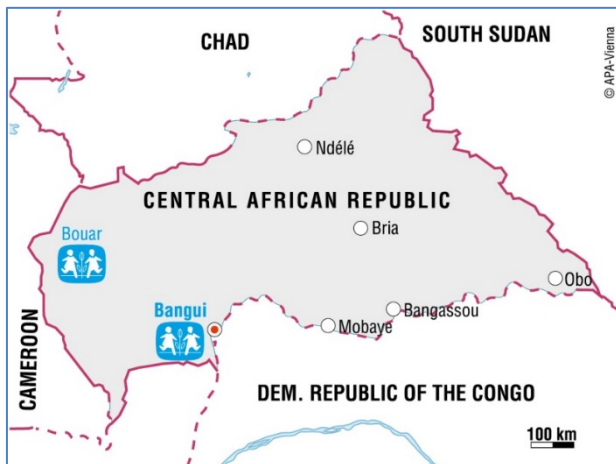 CHAD
SOUTH SUDAN
© APA-Vienna
Ndélé
CENTRAL AFRICAN REPUBLIC
Bria
Bouar
Obo
Bangui
Bangassou
Mobaye
CAMEROON
DEM. REPUBLIC OF THE CONGO
100 km